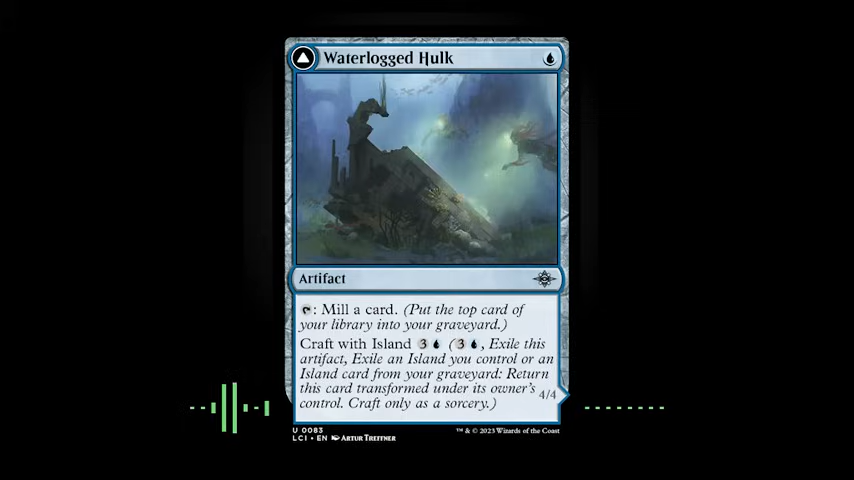 Waterlogged Hulk
Artifact
: Mill a card. (Put the top card of
your library into your graveyard.)
Craft with Island 3 (3, Exile this
artifact, Exile an Island you control or an
Island card from your graveyard: Return
this card transformed under its owner's
control. Craft only as a sorcery.)
4/4
U 0083
LCI • EN Artur Treffner
™ & © 2023 Wizards of the Coast